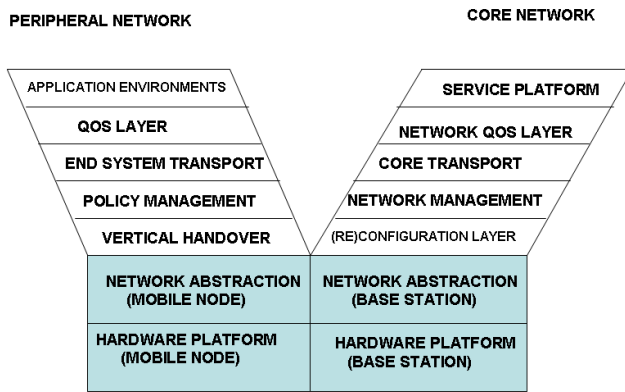 PERIPHERAL NETWORK
CORE NETWORK
APPLICATION ENVIRONMENTS
SERVICE PLATFORM
QOS LAYER
NETWORK QOS LAYER
END SYSTEM TRANSPORT
CORE TRANSPORT
POLICY MANAGEMENT
NETWORK MANAGEMENT
VERTICAL HANDOVER
(RE)CONFIGURATION LAYER
NETWORK ABSTRACTION
(MOBILE NODE)
NETWORK ABSTRACTION
(BASE STATION)
HARDWARE PLATFORM
(MOBILE NODE)
HARDWARE PLATFORM
(BASE STATION)